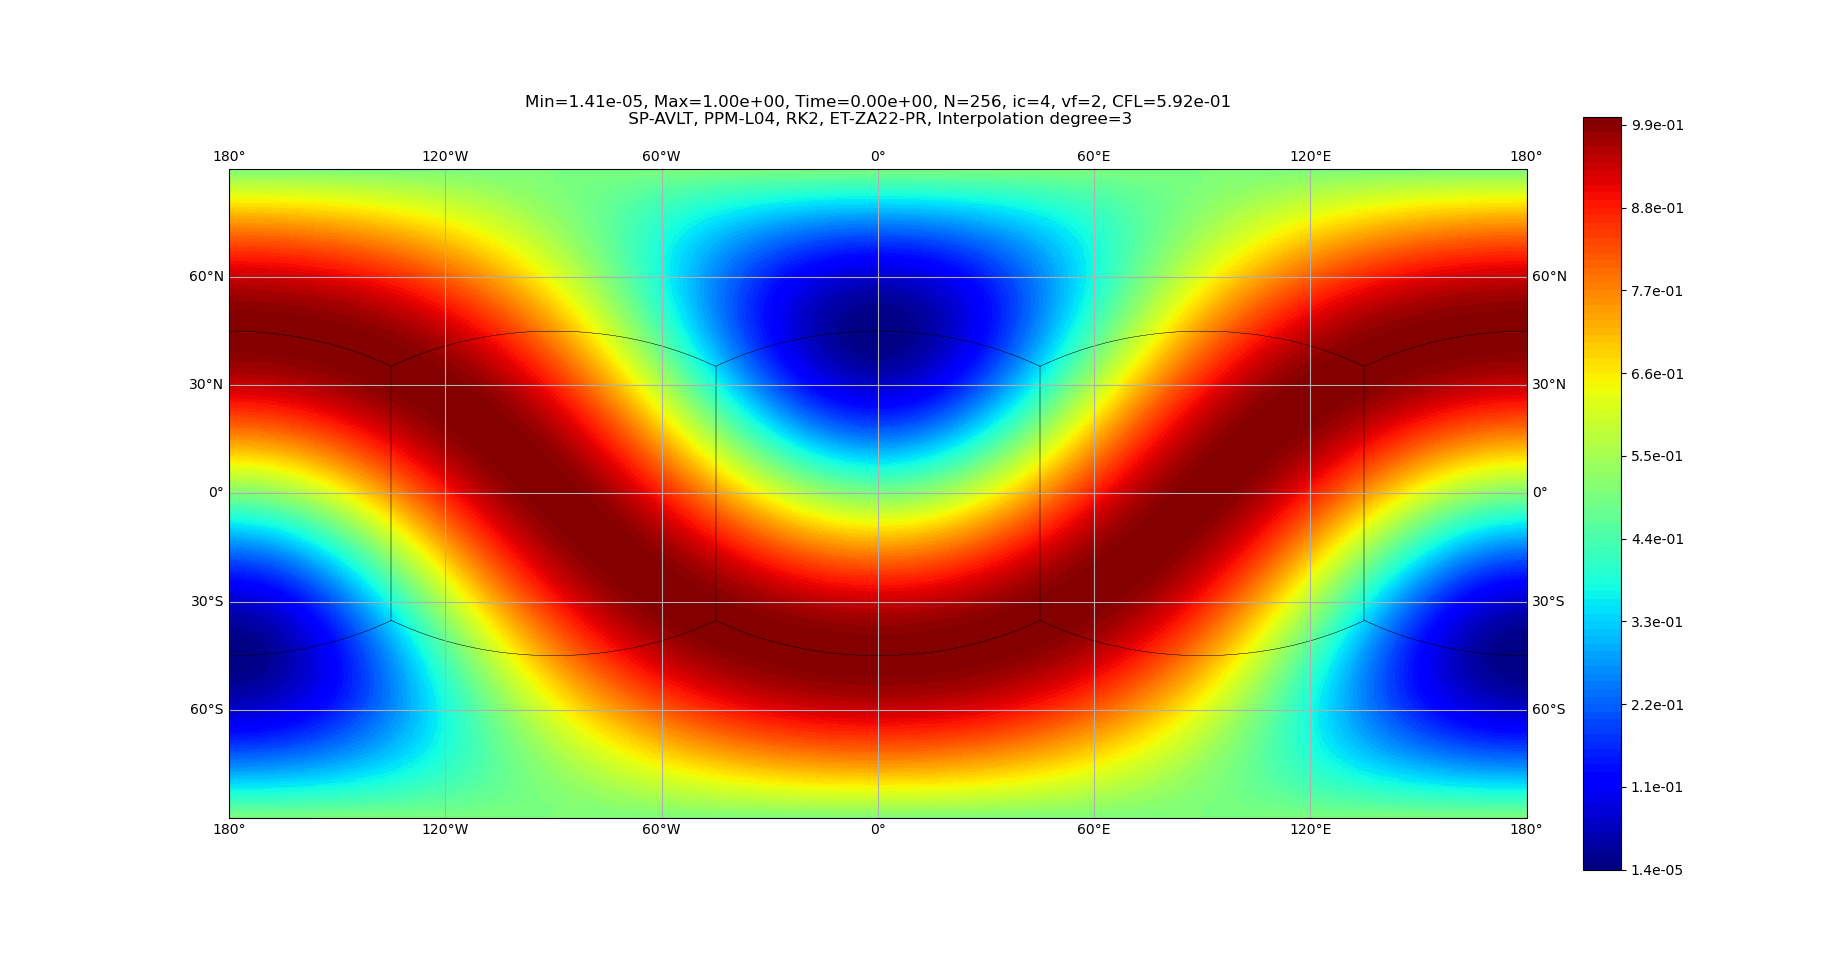 Min=1.41e-05, Max=1.00e+00, Time=0.00e+00, N=256, ic=4, vf=2, CFL=5.92e-01
SP-AVLT, PPM-L04, RK2, ET-ZA22-PR, Interpolation degree=3
180° 120°W 60°W 0° 60°E 120°E 180°
60°N 60°N
30°N 30°N
0° 0°
30°S 30°S
60°S 60°S
180° 120°W 60°W 0° 60°E 120°E 180°
9.9e-01
8.8e-01
7.7e-01
6.6e-01
5.5e-01
4.4e-01
3.3e-01
2.2e-01
1.1e-01
1.4e-05